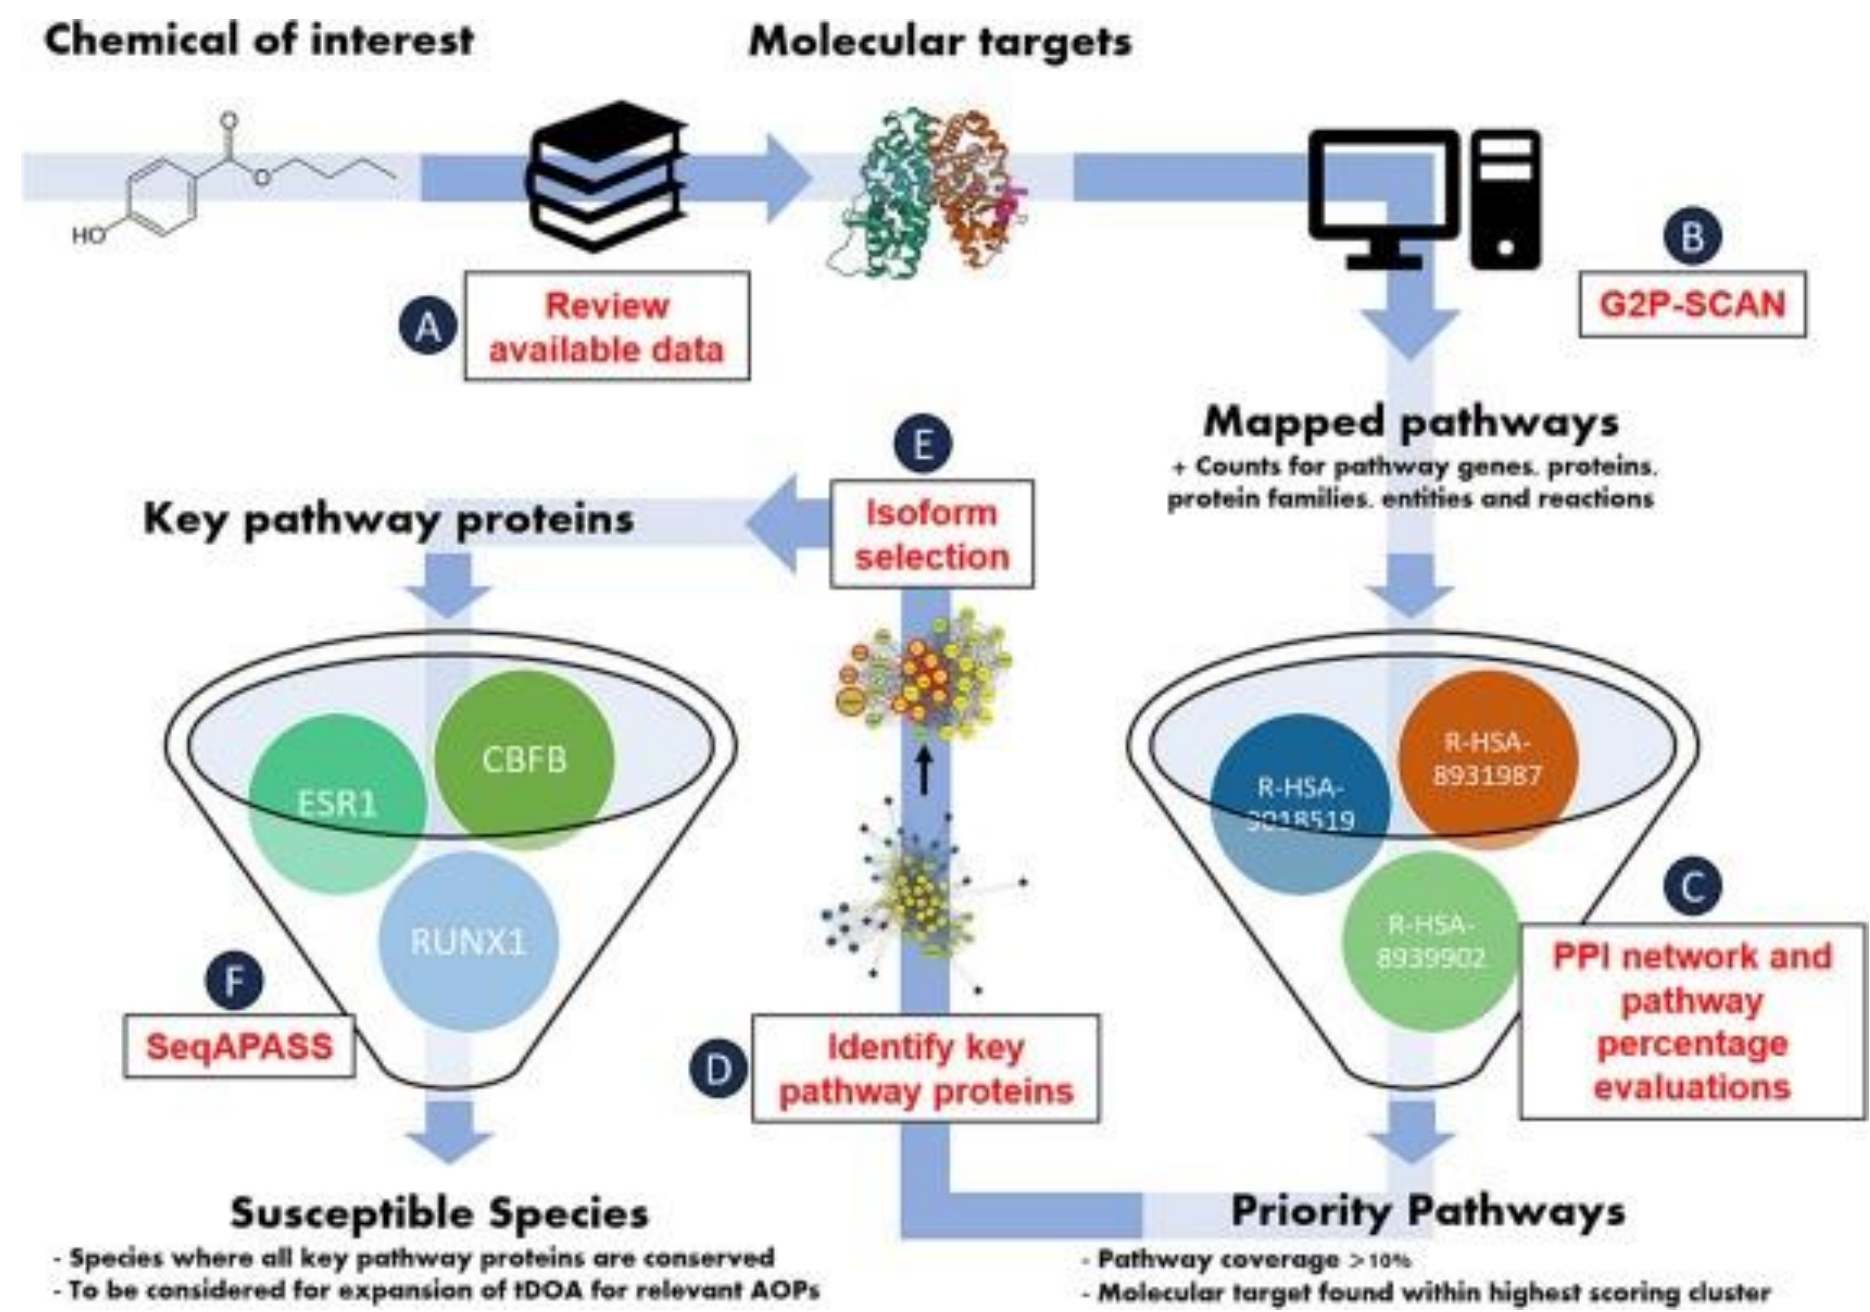 Chemical of interest
Molecular targets
O
O
HO
A
Review
available data
B
G2P-SCAN
Mapped pathways
+ Counts for pathway genes, proteins,
protein families, entities and reactions
E
Isoform
selection
Key pathway proteins
ESR1
CBFB
RUNX1
R-HSA-
9018519
R-HSA-
8931987
R-HSA-
8939902
C
PPI network and
pathway
percentage
evaluations
D
Identify key
pathway proteins
F
SeqAPASS
Susceptible Species
- Species where all key pathway proteins are conserved
- To be considered for expansion of tDOA for relevant AOPs
Priority Pathways
- Pathway coverage >10%
- Molecular target found within highest scoring cluster